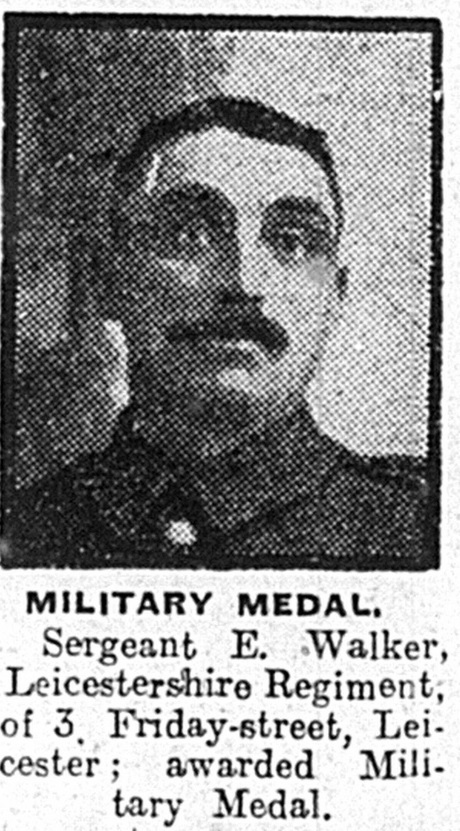 MILITARY MEDAL.
Sergeant E. Walker,
Leicestershire Regiment,
of 3, Friday-street, Lei-
cester; awarded Mili-
tary Medal.